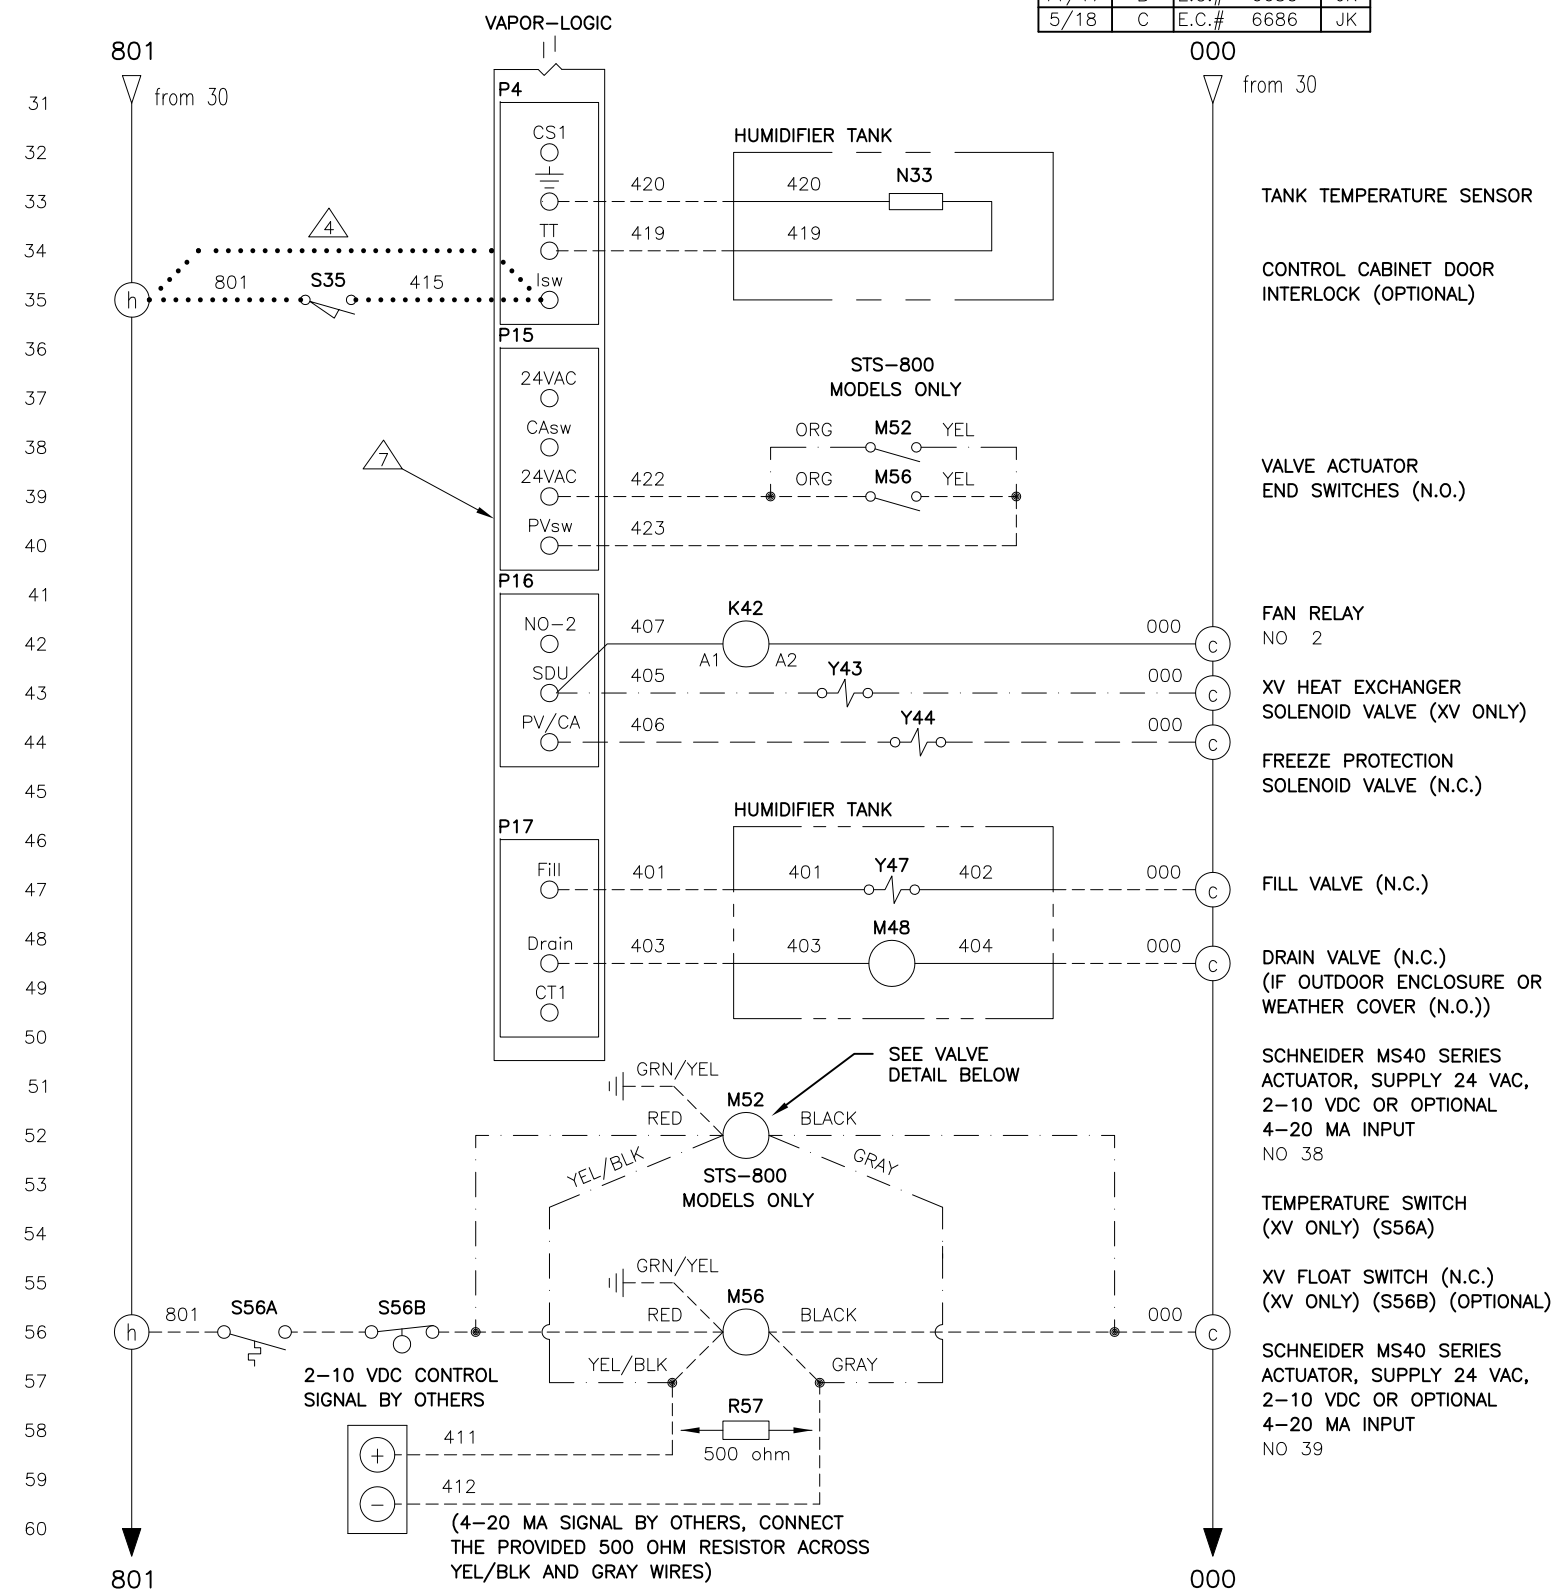 5/18 C E.C.# 6686 JK
VAPOR-LOGIC
801
000
from 30
from 30
31
P4
CS1
HUMIDIFIER TANK
32
420
420
N33
33
TANK TEMPERATURE SENSOR
4
TT
419
419
34
CONTROL CABINET DOOR
INTERLOCK (OPTIONAL)
801
S35
415
Isw
h
35
P15
36
STS-800
MODELS ONLY
24VAC
37
CAsw
ORG
M52
YEL
38
7
24VAC
422
ORG
M56
YEL
39
VALVE ACTUATOR
END SWITCHES (N.O.)
PVsw
423
40
P16
41
K42
FAN RELAY
NO 2
NO-2
407
000
42
A1
A2
c
SDU
405
Y43
000
43
c
XV HEAT EXCHANGER
SOLENOID VALVE (XV ONLY)
PV/CA
406
Y44
000
44
c
FREEZE PROTECTION
SOLENOID VALVE (N.C.)
45
HUMIDIFIER TANK
P17
46
Fill
401
401
Y47
402
000
47
c
FILL VALVE (N.C.)
48
M48
Drain
403
403
404
000
c
DRAIN VALVE (N.C.)
(IF OUTDOOR ENCLOSURE OR
WEATHER COVER (N.O.))
49
CT1
50
SEE VALVE
DETAIL BELOW
SCHNEIDER MS40 SERIES
ACTUATOR, SUPPLY 24 VAC,
2-10 VDC OR OPTIONAL
4-20 MA INPUT
NO 38
51
GRN/YEL
M52
RED
BLACK
52
YEL/BLK
GRAY
STS-800
MODELS ONLY
53
TEMPERATURE SWITCH
(XV ONLY) (S56A)
54
55
GRN/YEL
XV FLOAT SWITCH (N.C.)
(XV ONLY) (S56B) (OPTIONAL)
M56
801
S56A
S56B
RED
BLACK
000
56
h
c
SCHNEIDER MS40 SERIES
ACTUATOR, SUPPLY 24 VAC,
2-10 VDC OR OPTIONAL
4-20 MA INPUT
NO 39
2-10 VDC CONTROL
SIGNAL BY OTHERS
YEL/BLK
GRAY
57
R57
500 ohm
58
411
+
59
412
−
60
(4-20 MA SIGNAL BY OTHERS, CONNECT
THE PROVIDED 500 OHM RESISTOR ACROSS
YEL/BLK AND GRAY WIRES)
801
000